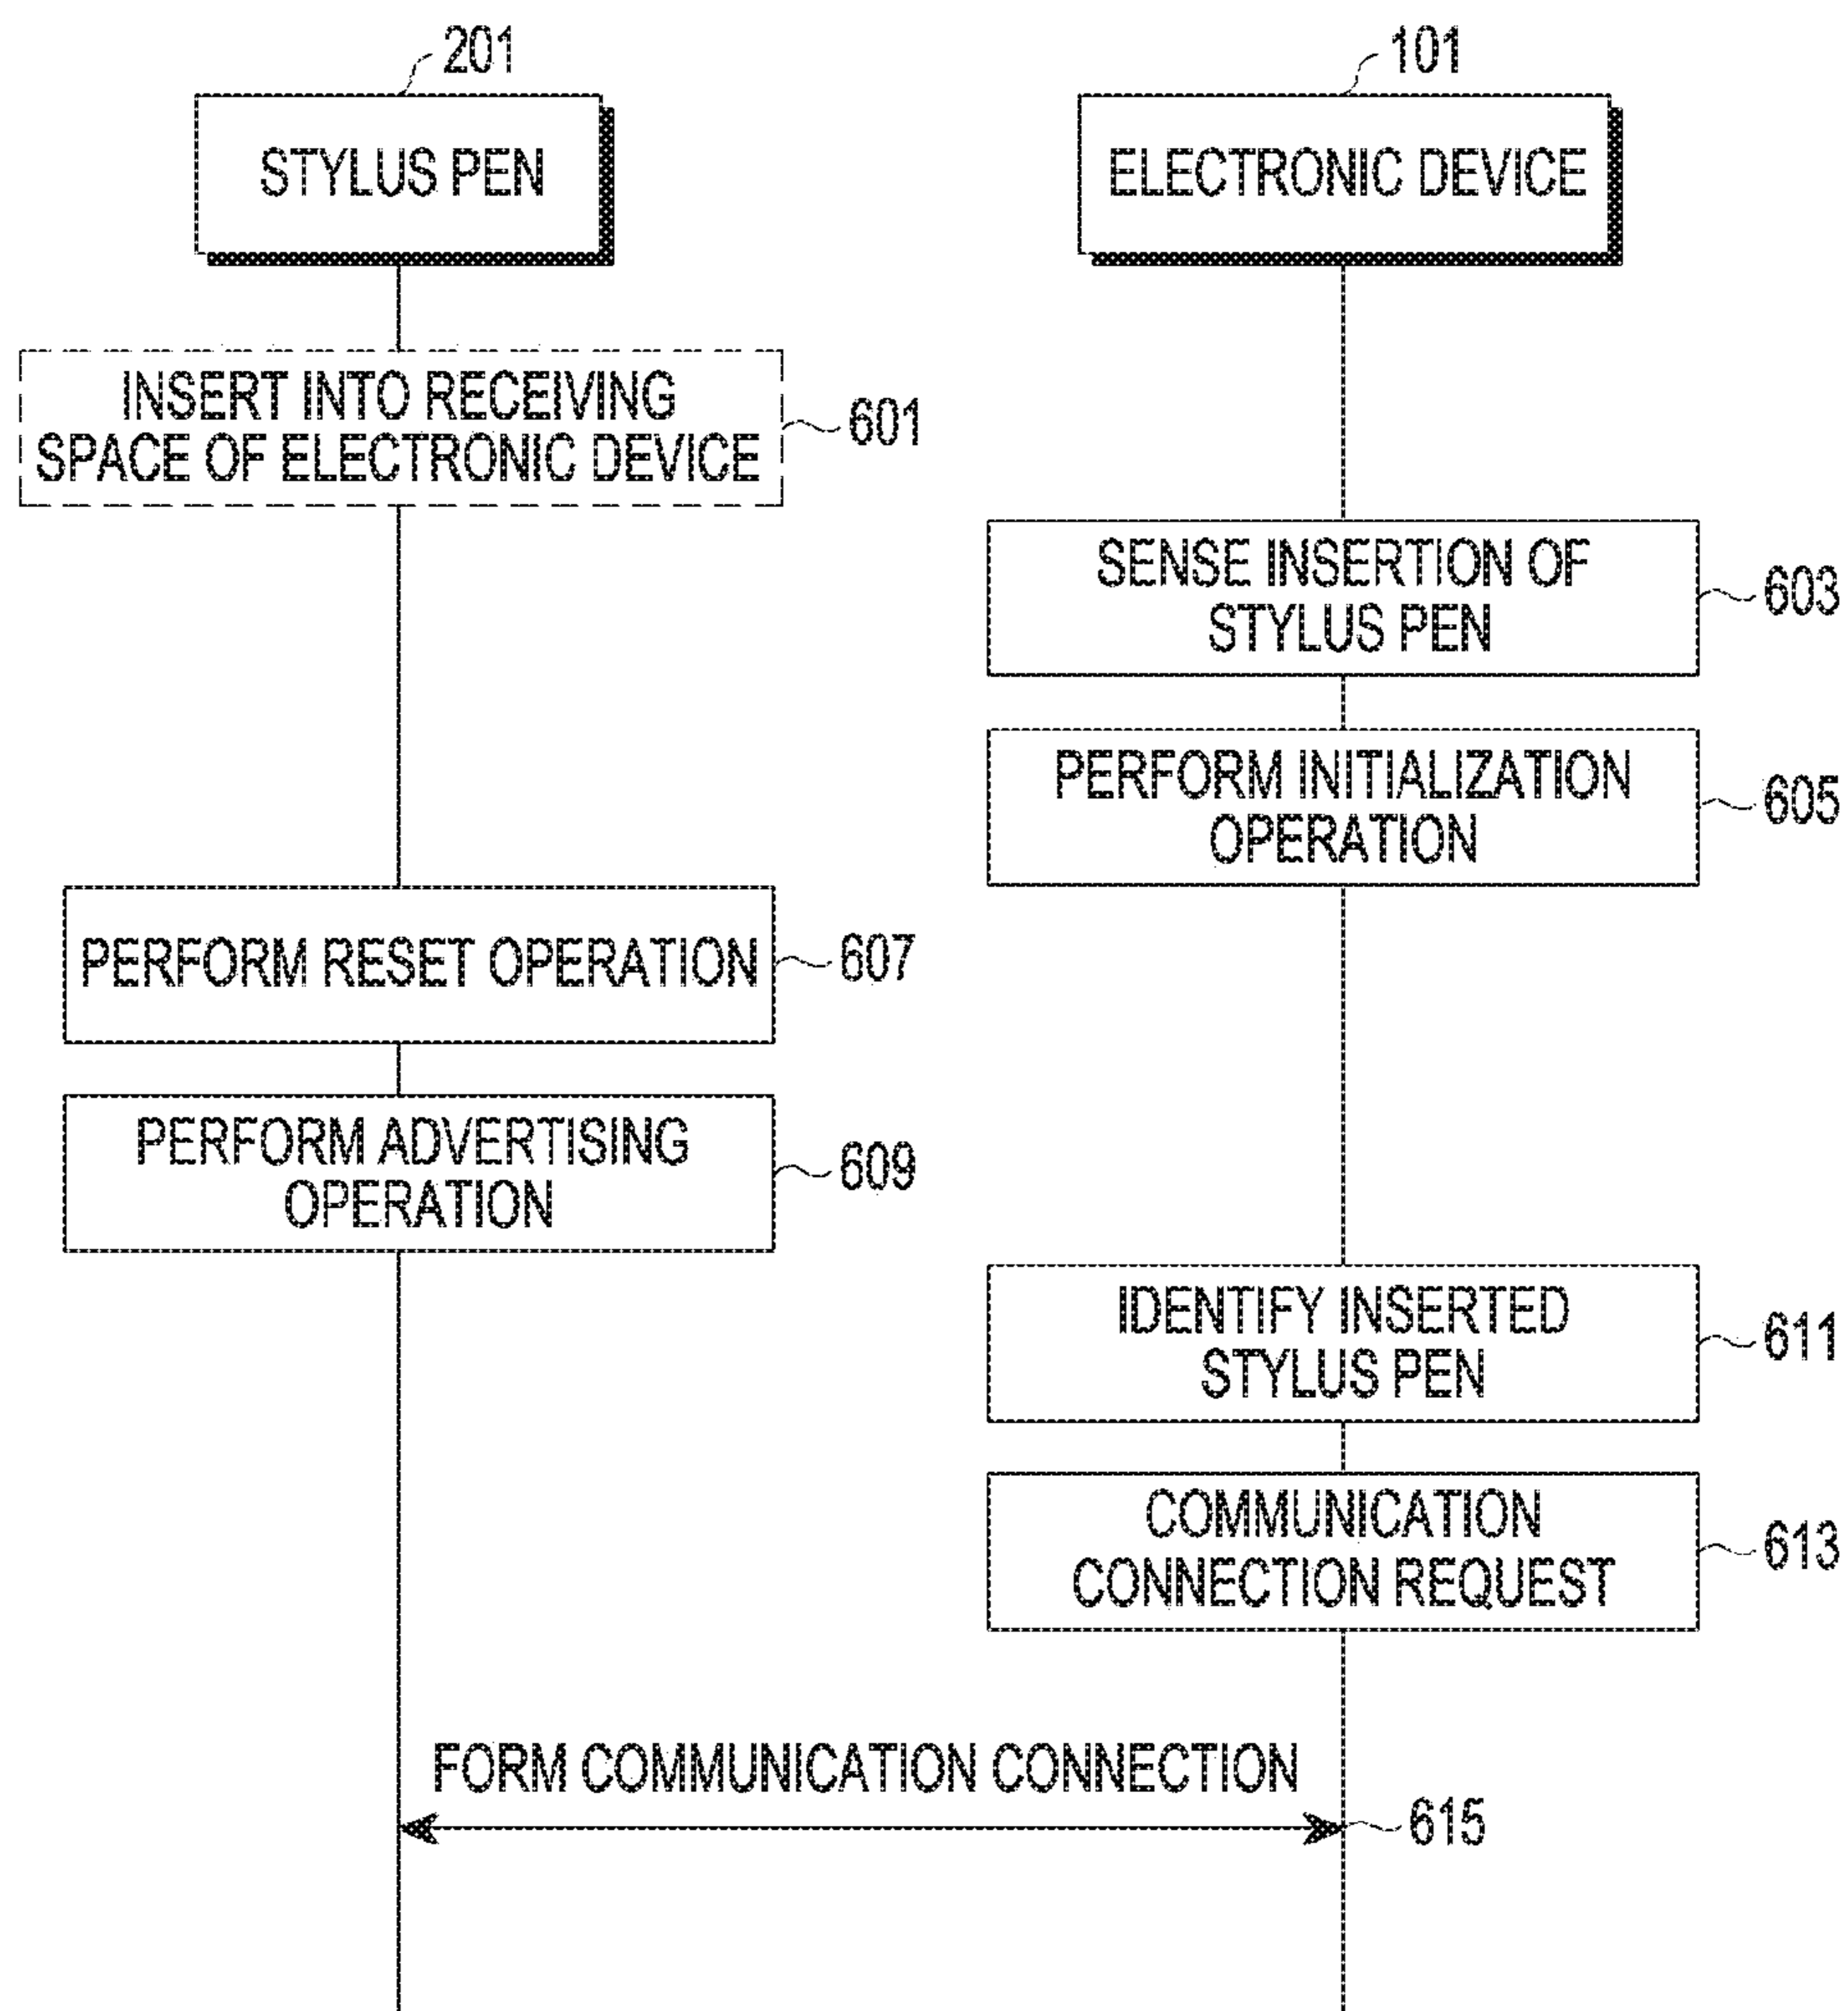 201
STYLUS PEN
101
ELECTRONIC DEVICE
INSERT INTO RECEIVING
SPACE OF ELECTRONIC DEVICE
601
SENSE INSERTION OF
STYLUS PEN
603
PERFORM INITIALIZATION
OPERATION
605
PERFORM RESET OPERATION
607
PERFORM ADVERTISING
OPERATION
609
IDENTIFY INSERTED
STYLUS PEN
611
COMMUNICATION
CONNECTION REQUEST
613
FORM COMMUNICATION CONNECTION
615